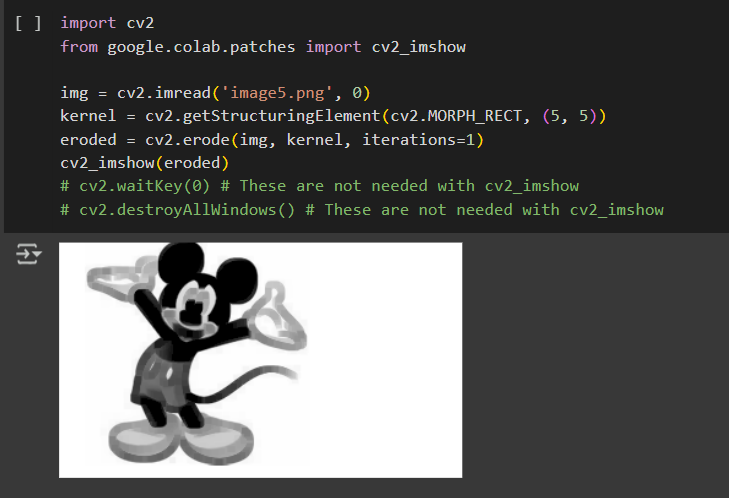 [ ] import cv2
from google.colab.patches import cv2_imshow
img = cv2.imread('image5.png', 0)
kernel = cv2.getStructuringElement(cv2.MORPH_RECT, (5, 5))
eroded = cv2.erode(img, kernel, iterations=1)
cv2_imshow(eroded)
# cv2.waitKey(0) # These are not needed with cv2_imshow
# cv2.destroyAllWindows() # These are not needed with cv2_imshow